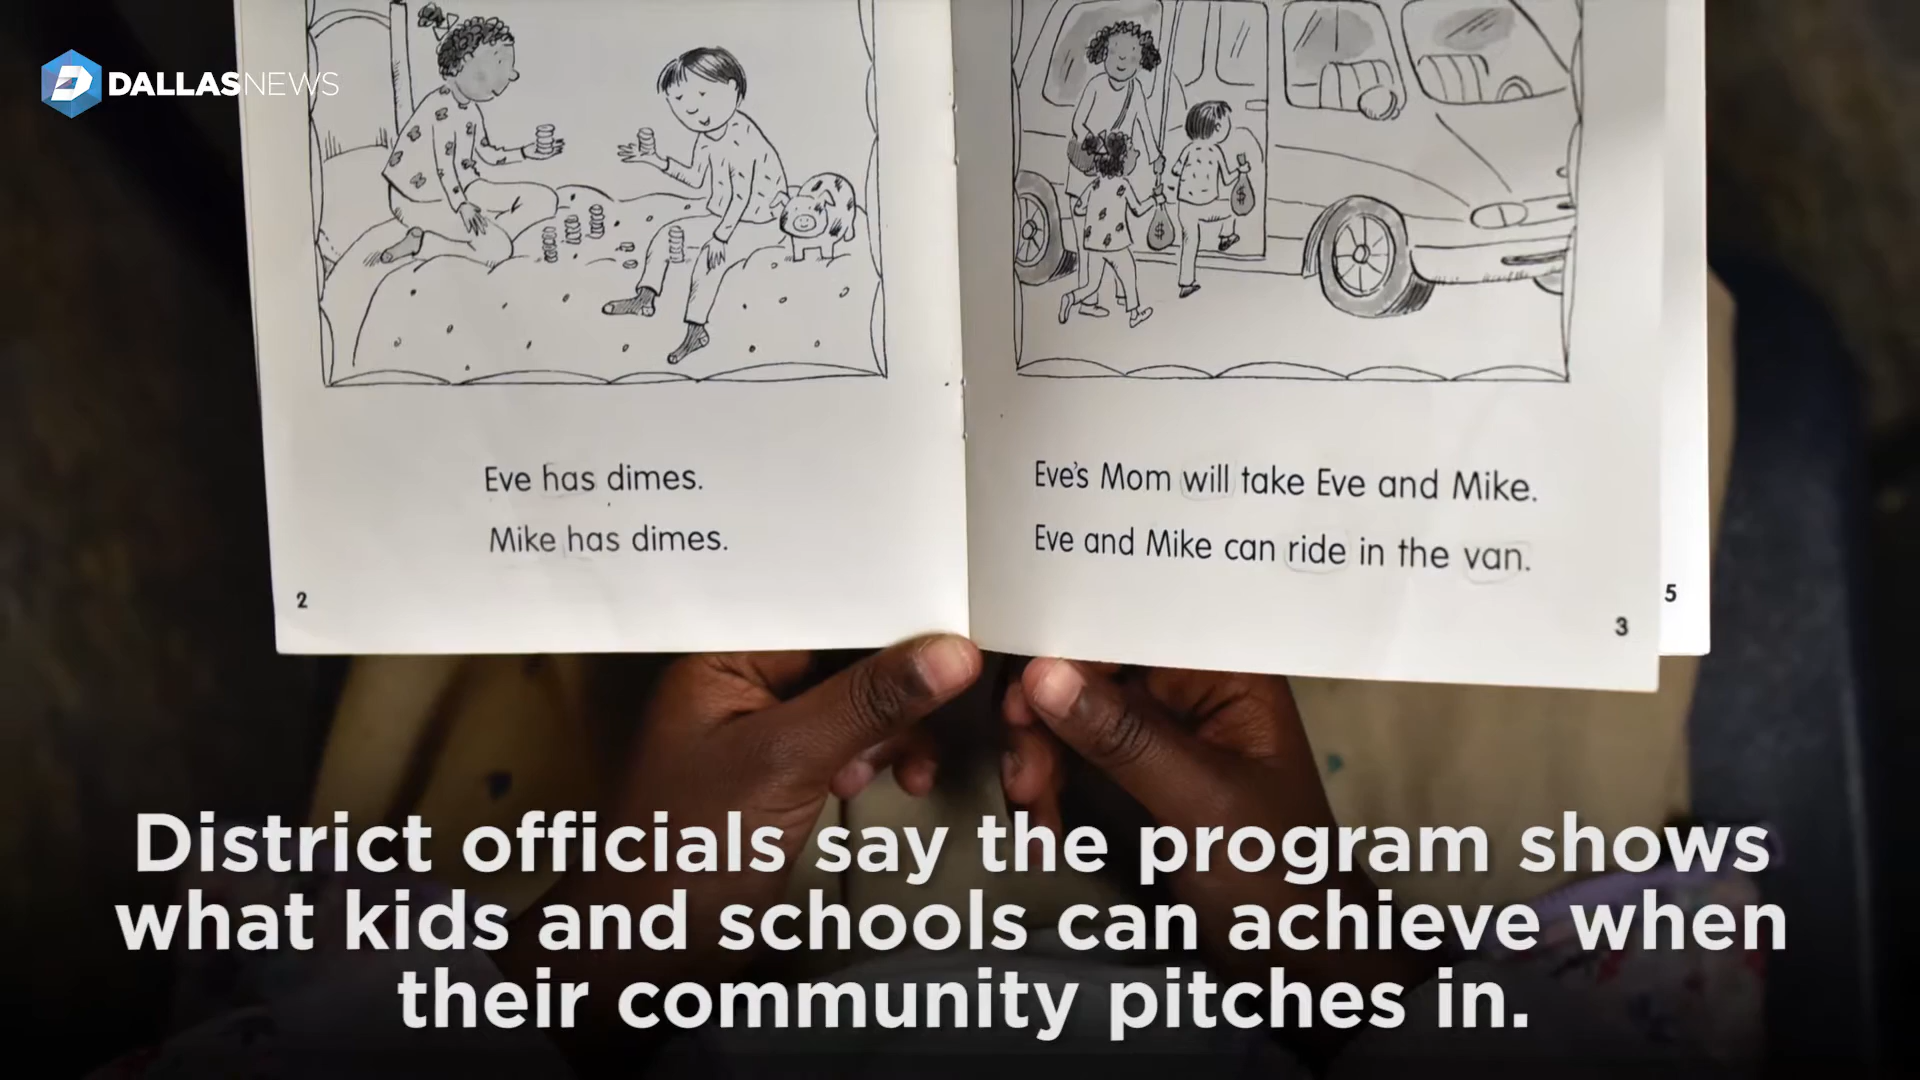 DALLASNEWS
Eve has dimes.
Mike has dimes.
2
Eve's Mom will take Eve and Mike.
Eve and Mike can ride in the van.
3
5
District officials say the program shows
what kids and schools can achieve when
their community pitches in.